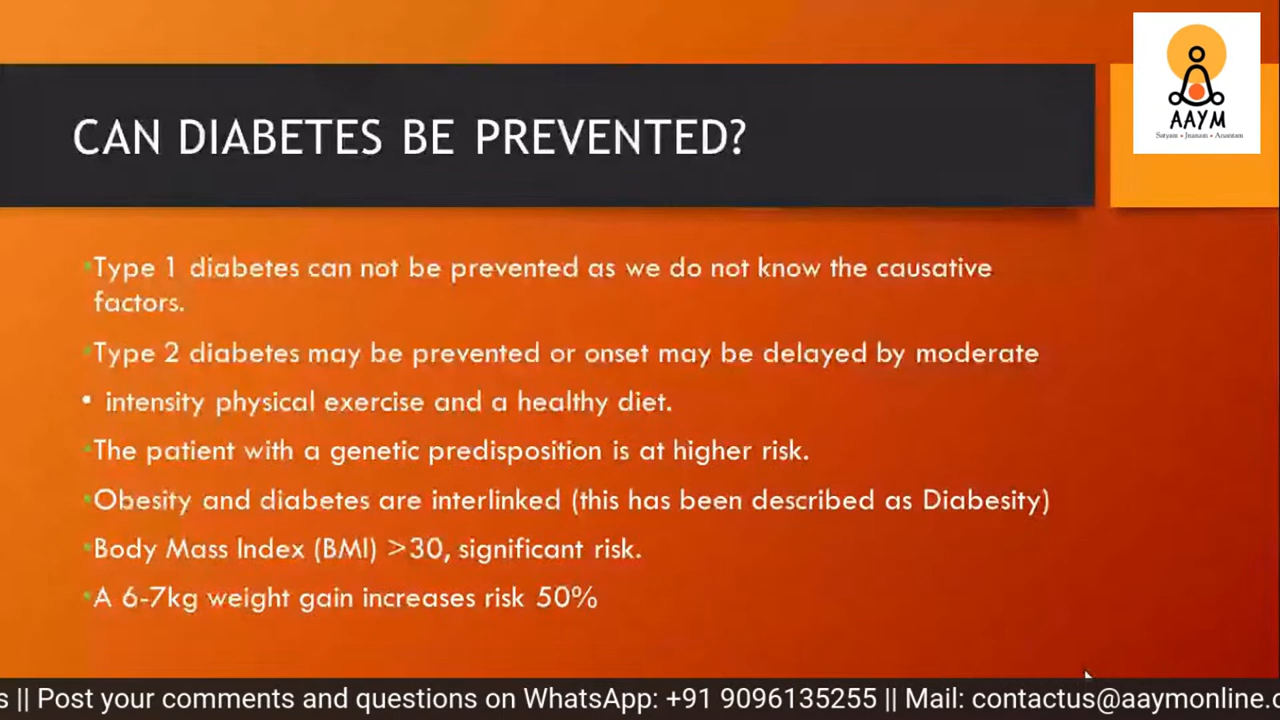 AAYM
Satyam • Jnanam • Anantam
CAN DIABETES BE PREVENTED?
•Type 1 diabetes can not be prevented as we do not know the causative
factors.
•Type 2 diabetes may be prevented or onset may be delayed by moderate
• intensity physical exercise and a healthy diet.
•The patient with a genetic predisposition is at higher risk.
•Obesity and diabetes are interlinked (this has been described as Diabesity)
•Body Mass Index (BMI) >30, significant risk.
•A 6-7kg weight gain increases risk 50%
s || Post your comments and questions on WhatsApp: +91 9096135255 || Mail: contactus@aaymonline.c